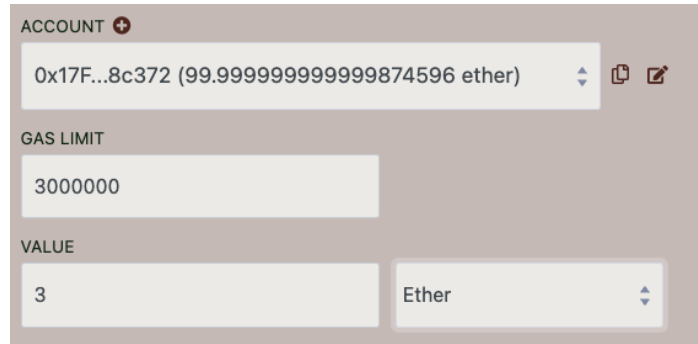 ACCOUNT
0x17F...8c372 (99.999999999999874596 ether)
GAS LIMIT
3000000
VALUE
3
Ether